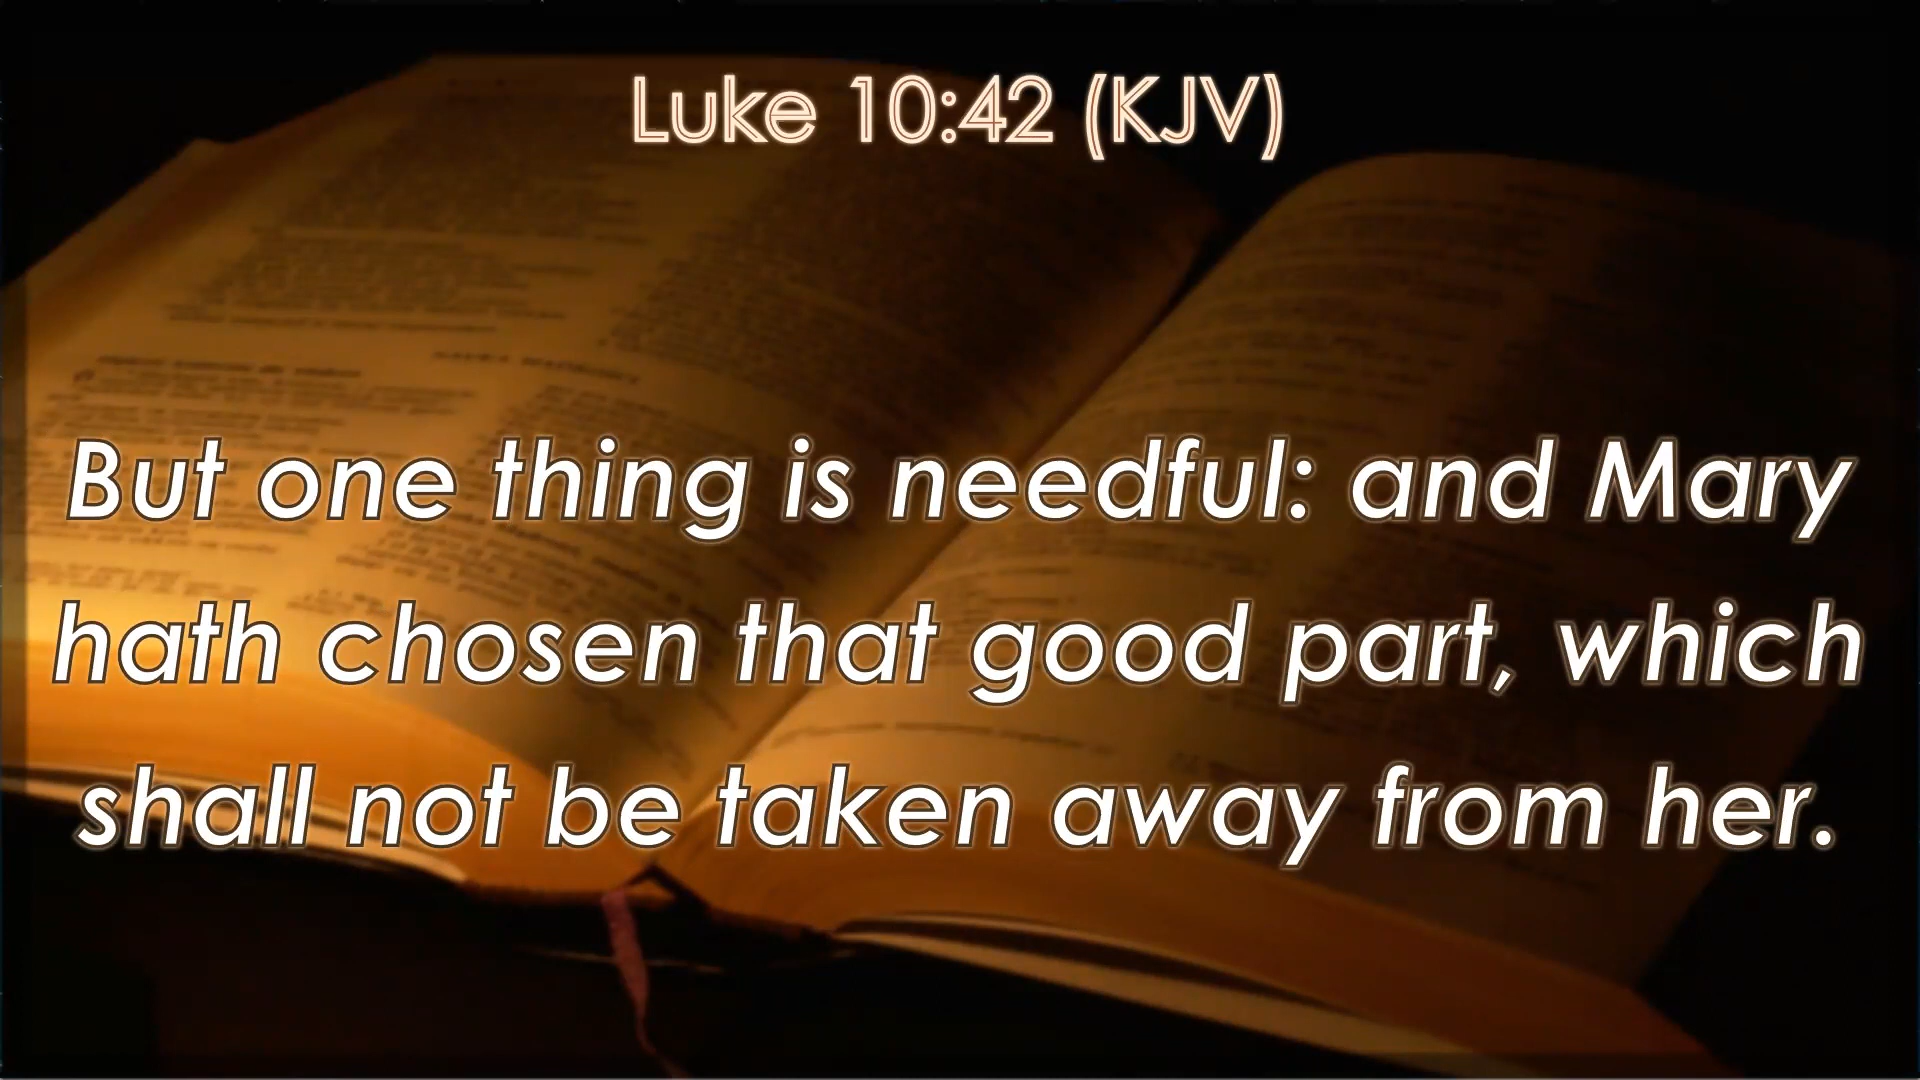 Luke 10:42 (KJV)
But one thing is needful: and Mary
hath chosen that good part, which
shall not be taken away from her.